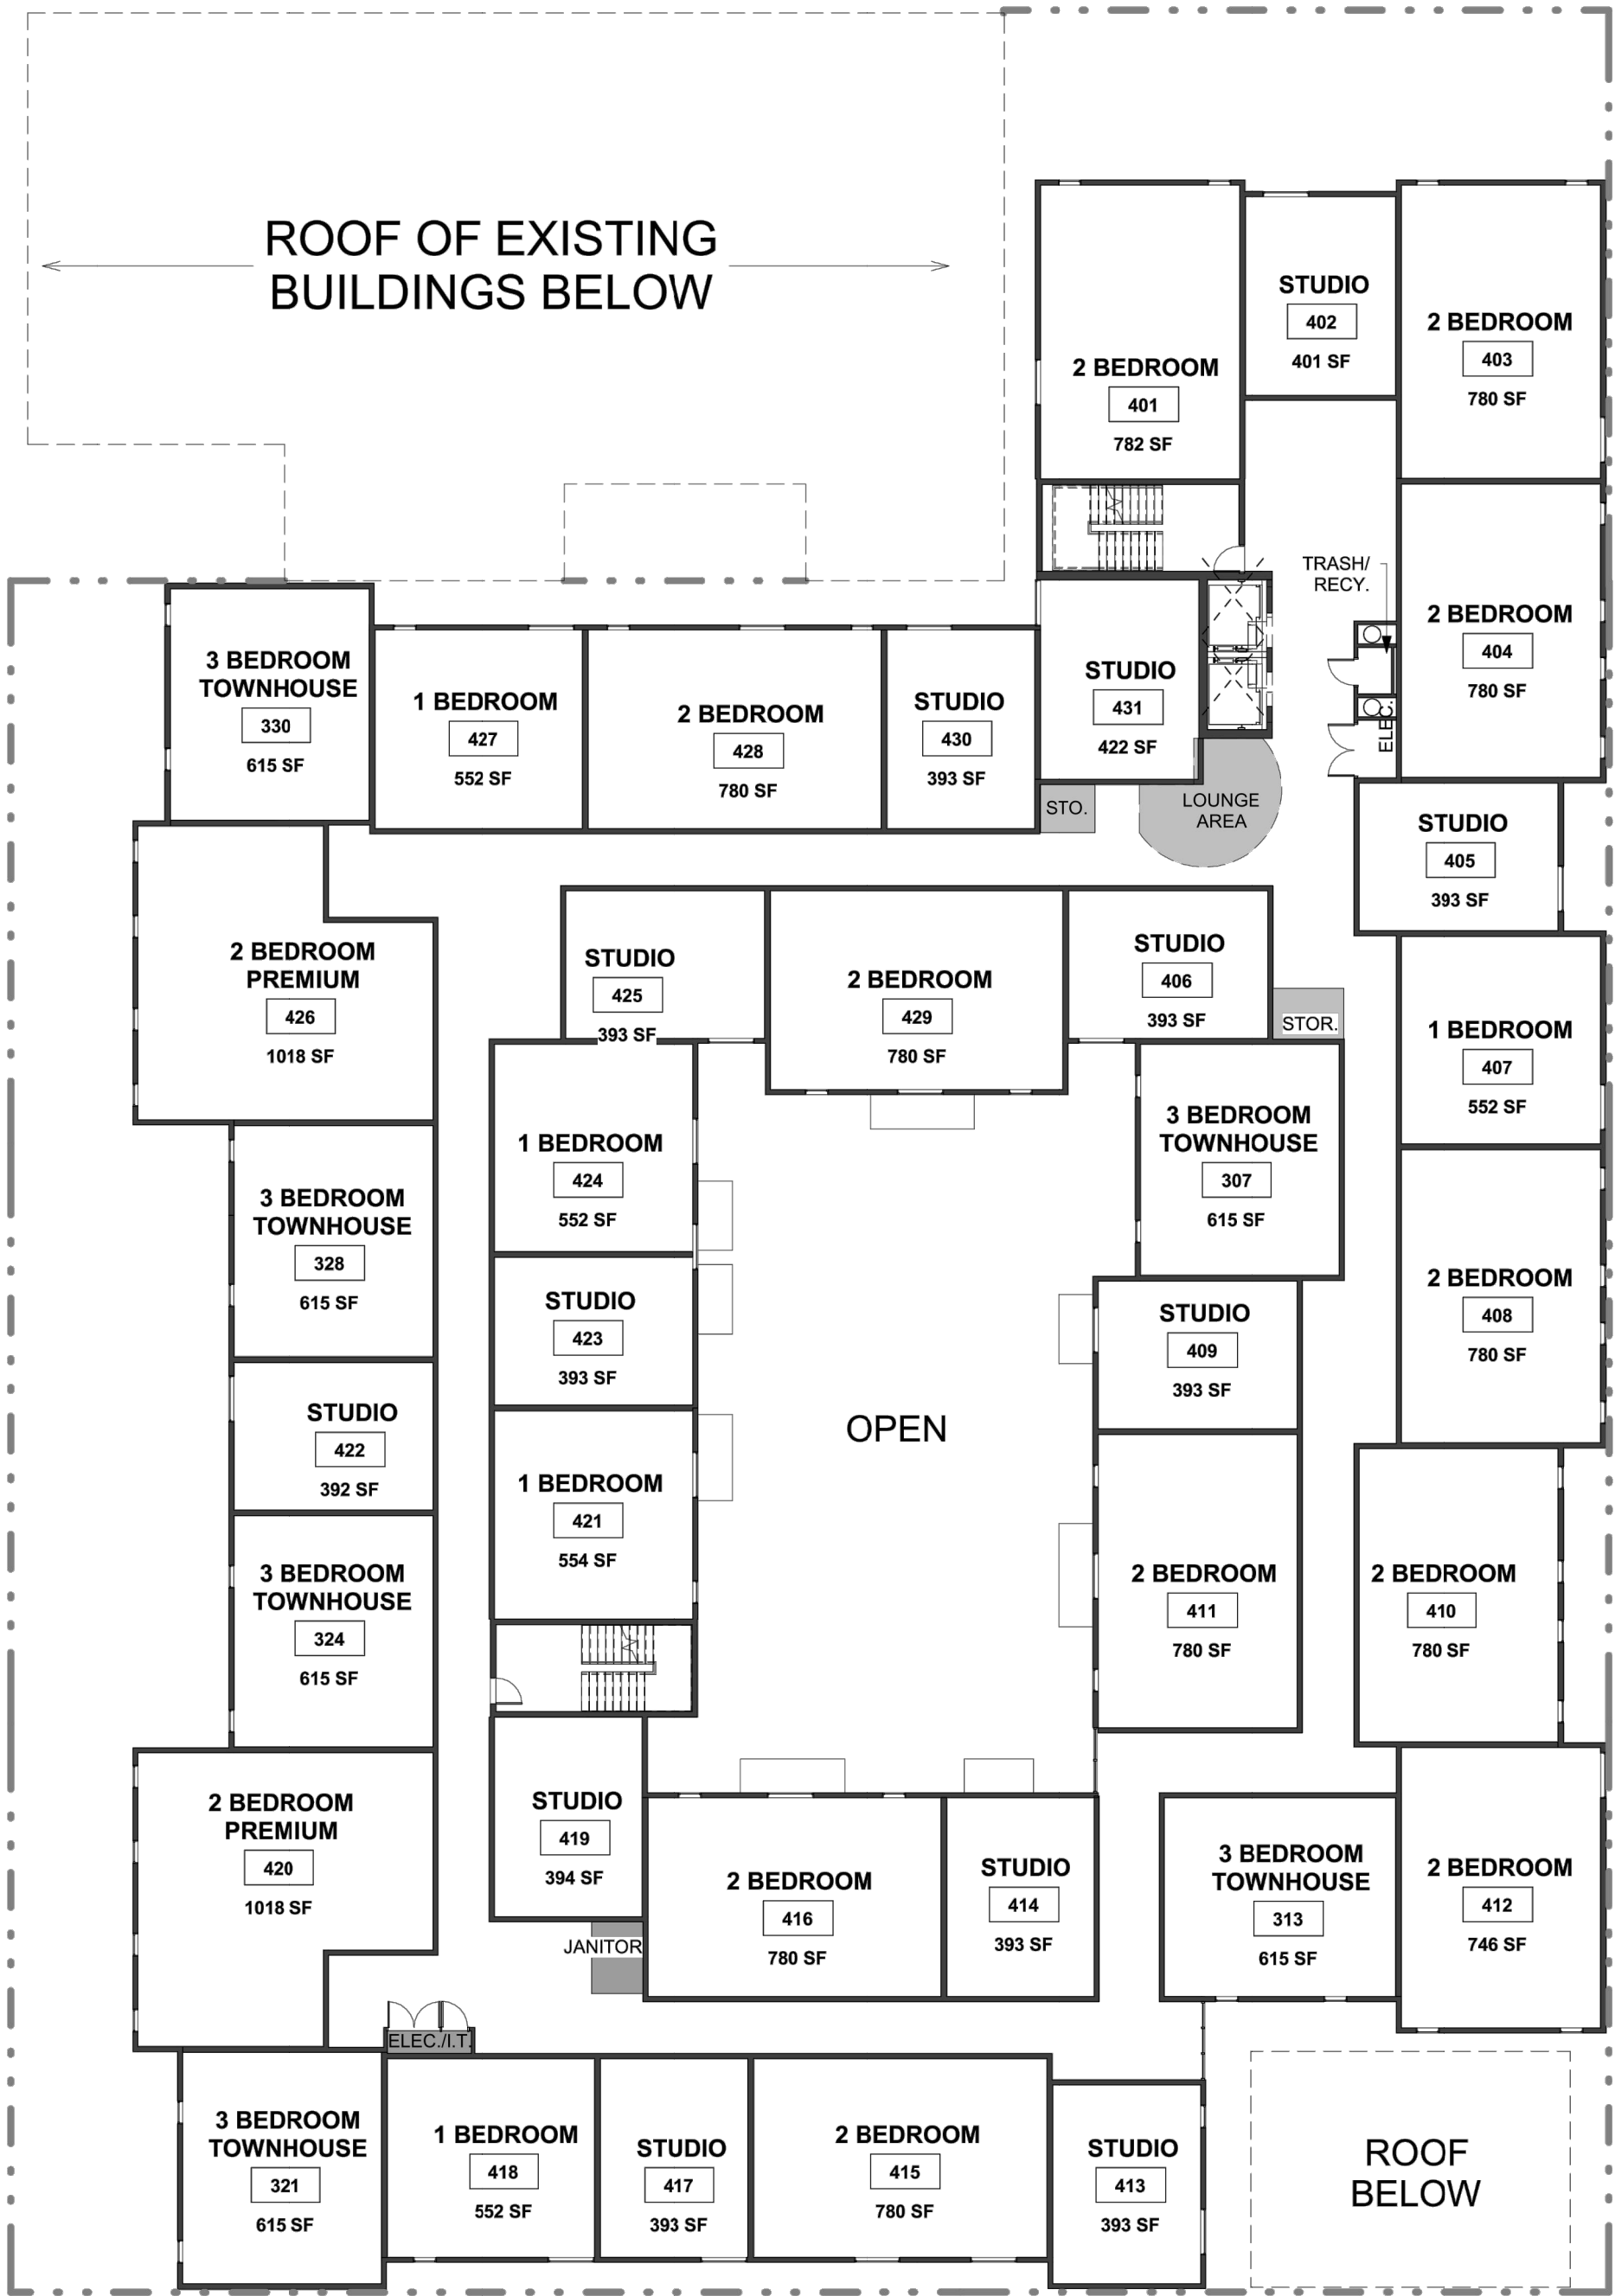 ROOF OF EXISTING
BUILDINGS BELOW
2 BEDROOM
401
782 SF
STUDIO
402
401 SF
2 BEDROOM
403
780 SF
TRASH/
RECY.
2 BEDROOM
404
780 SF
ELEC.
3 BEDROOM
TOWNHOUSE
330
615 SF
1 BEDROOM
427
552 SF
2 BEDROOM
428
780 SF
STUDIO
430
393 SF
STUDIO
431
422 SF
STO.
LOUNGE
AREA
STUDIO
405
393 SF
2 BEDROOM
PREMIUM
426
1018 SF
STUDIO
425
393 SF
2 BEDROOM
429
780 SF
STUDIO
406
393 SF
STOR.
1 BEDROOM
407
552 SF
1 BEDROOM
424
552 SF
3 BEDROOM
TOWNHOUSE
307
615 SF
3 BEDROOM
TOWNHOUSE
328
615 SF
STUDIO
423
393 SF
STUDIO
409
393 SF
2 BEDROOM
408
780 SF
OPEN
STUDIO
422
392 SF
1 BEDROOM
421
554 SF
3 BEDROOM
TOWNHOUSE
324
615 SF
2 BEDROOM
411
780 SF
2 BEDROOM
410
780 SF
2 BEDROOM
PREMIUM
420
1018 SF
STUDIO
419
394 SF
JANITOR
2 BEDROOM
416
780 SF
STUDIO
414
393 SF
3 BEDROOM
TOWNHOUSE
313
615 SF
2 BEDROOM
412
746 SF
ELEC./I.T.
3 BEDROOM
TOWNHOUSE
321
615 SF
1 BEDROOM
418
552 SF
STUDIO
417
393 SF
2 BEDROOM
415
780 SF
STUDIO
413
393 SF
ROOF
BELOW